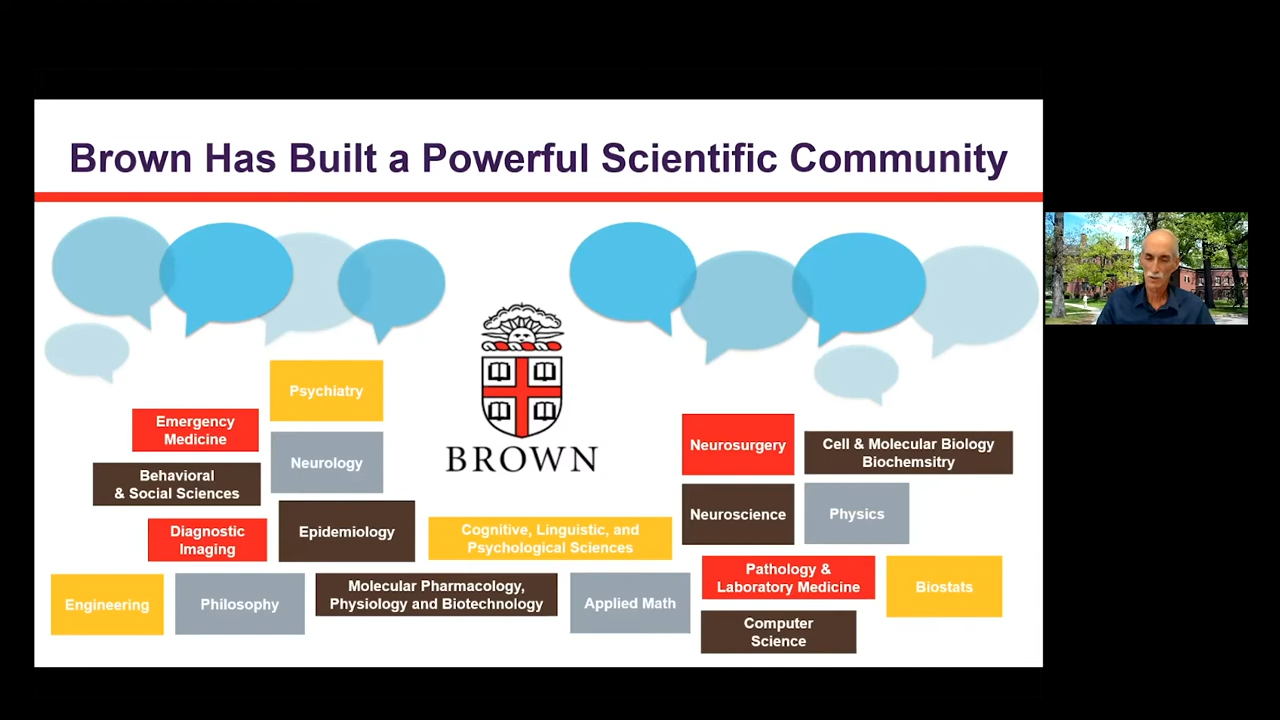 Brown Has Built a Powerful Scientific Community
Psychiatry
Emergency
Medicine
Neurology
Behavioral
& Social Sciences
Diagnostic
Imaging
Epidemiology
Engineering
Philosophy
Molecular Pharmacology,
Physiology and Biotechnology
BROWN
Cognitive, Linguistic, and
Psychological Sciences
Applied Math
Neurosurgery
Cell & Molecular Biology
Biochemsitry
Neuroscience
Physics
Pathology &
Laboratory Medicine
Biostats
Computer
Science